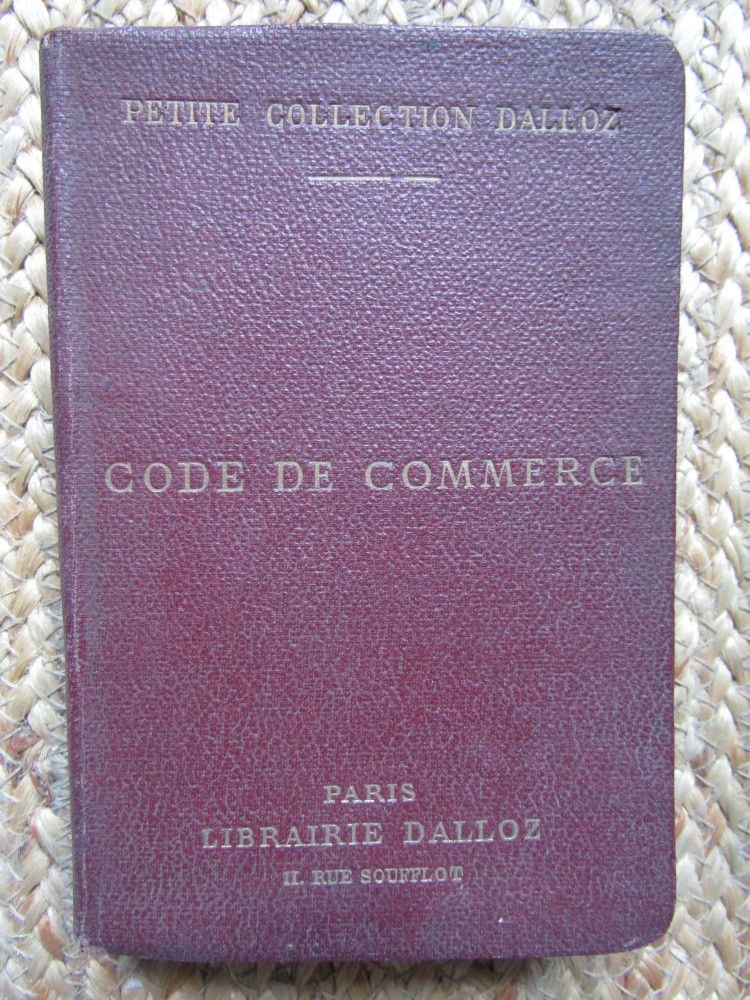 PETITE COLLECTION DALLOZ
CODE DE COMMERCE
PARIS
LIBRAIRIE DALLOZ
11. RUE SOUFFLOT